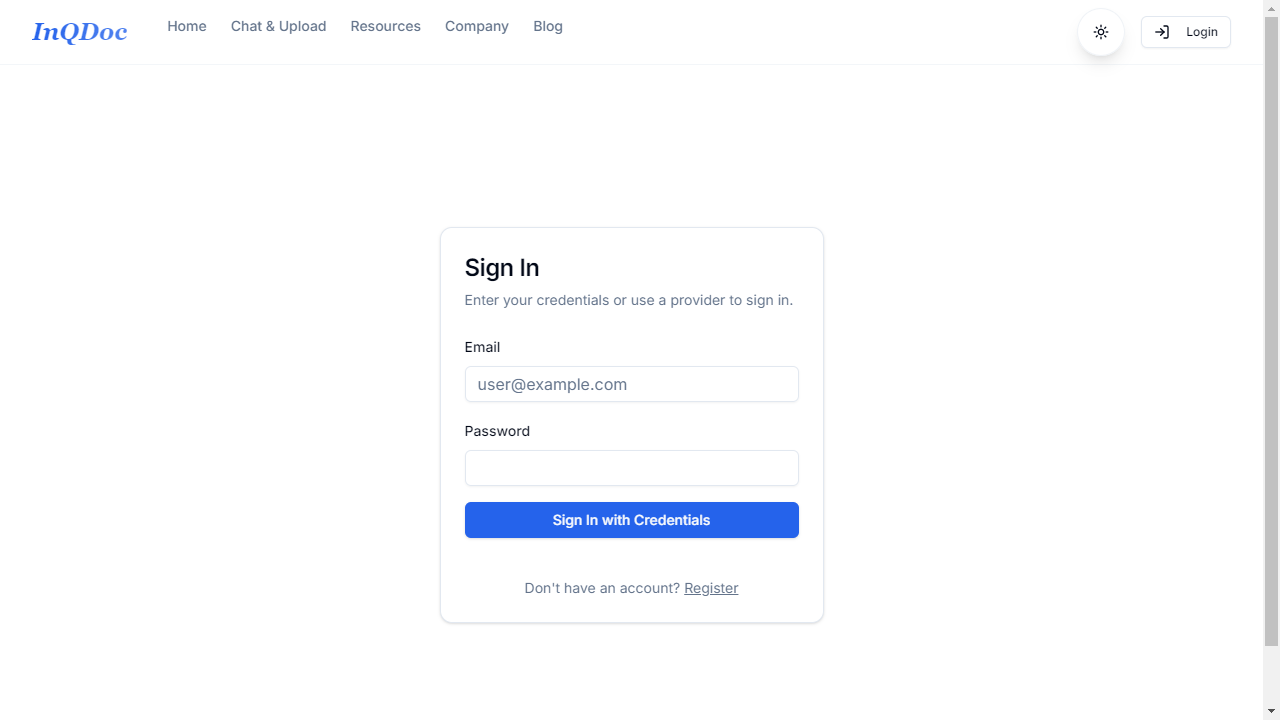 InQDoc Home Chat & Upload Resources Company Blog Login
Sign In
Enter your credentials or use a provider to sign in.
Email
user@example.com
Password
Sign In with Credentials
Don't have an account? Register